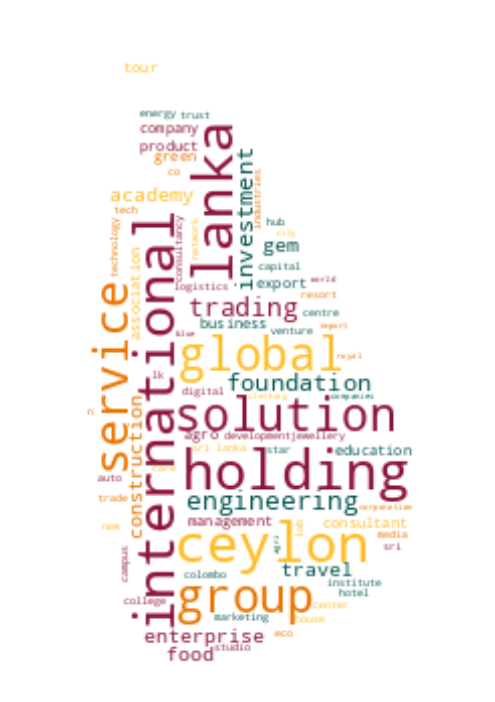 tour
energy
trust
company
product
green
co
lanka
investment
industries
academy
tech
technology
association
international
consultancy
network
hub
city
gem
capital
logistics
export
world
resort
trading
centre
business
venture
import
blue
service
global
royal
lk
foundation
digital
clothing
companies
n
solution
construction
agro
development
jewellery
sri lanka
star
education
care
holding
auto
trade
engineering
corporation
new
management
consultant
media
ceylon
agri
lab
sri
travel
campus
colombo
institute
hotel
college
group
center
marketing
house
enterprise
eco
food
studio